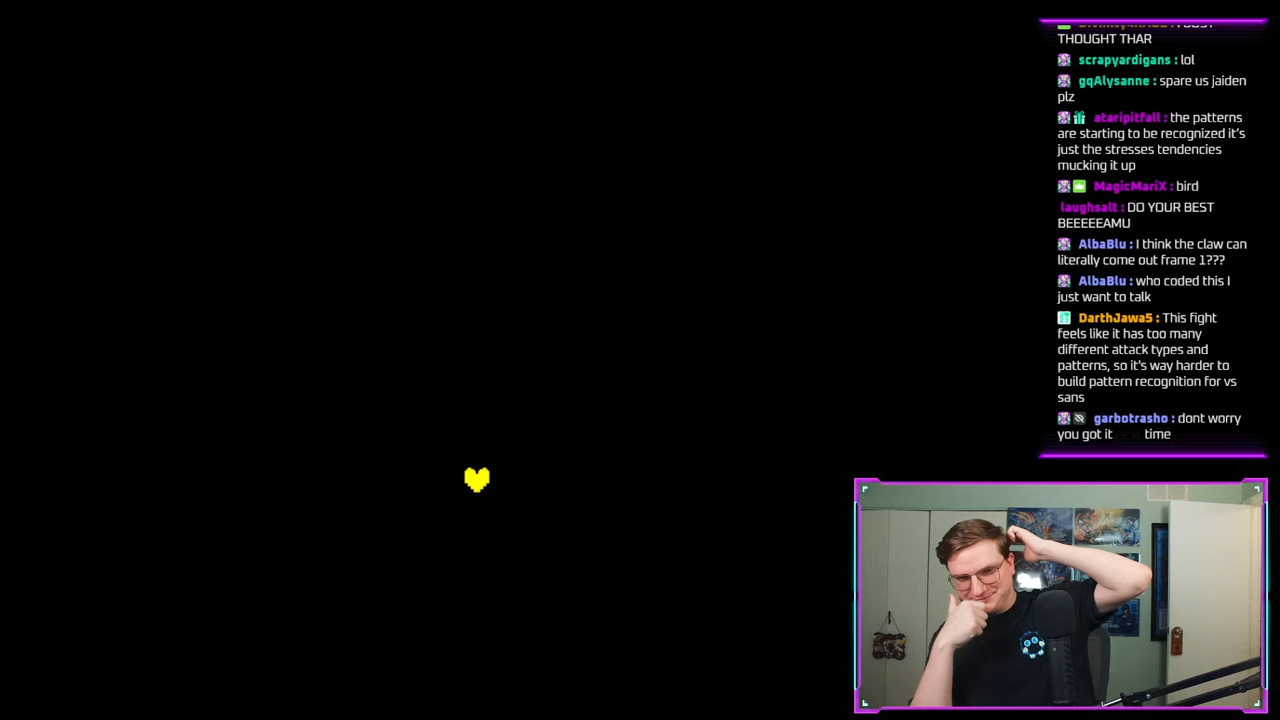 THOUGHT THAR
scrapyardigans : lol
gqAlysanne : spare us jaiden
plz
ataripitfall : the patterns
are starting to be recognized it's
just the stresses tendencies
mucking it up
MagicMariX : bird
laughsalt : DO YOUR BEST
BEEEEEAMU
AlbaBlu : I think the claw can
literally come out frame 1???
AlbaBlu : who coded this I
just want to talk
DarthJawa5 : This fight
feels like it has too many
different attack types and
patterns, so it's way harder to
build pattern recognition for vs
sans
garbotrasho : dont worry
you got it time